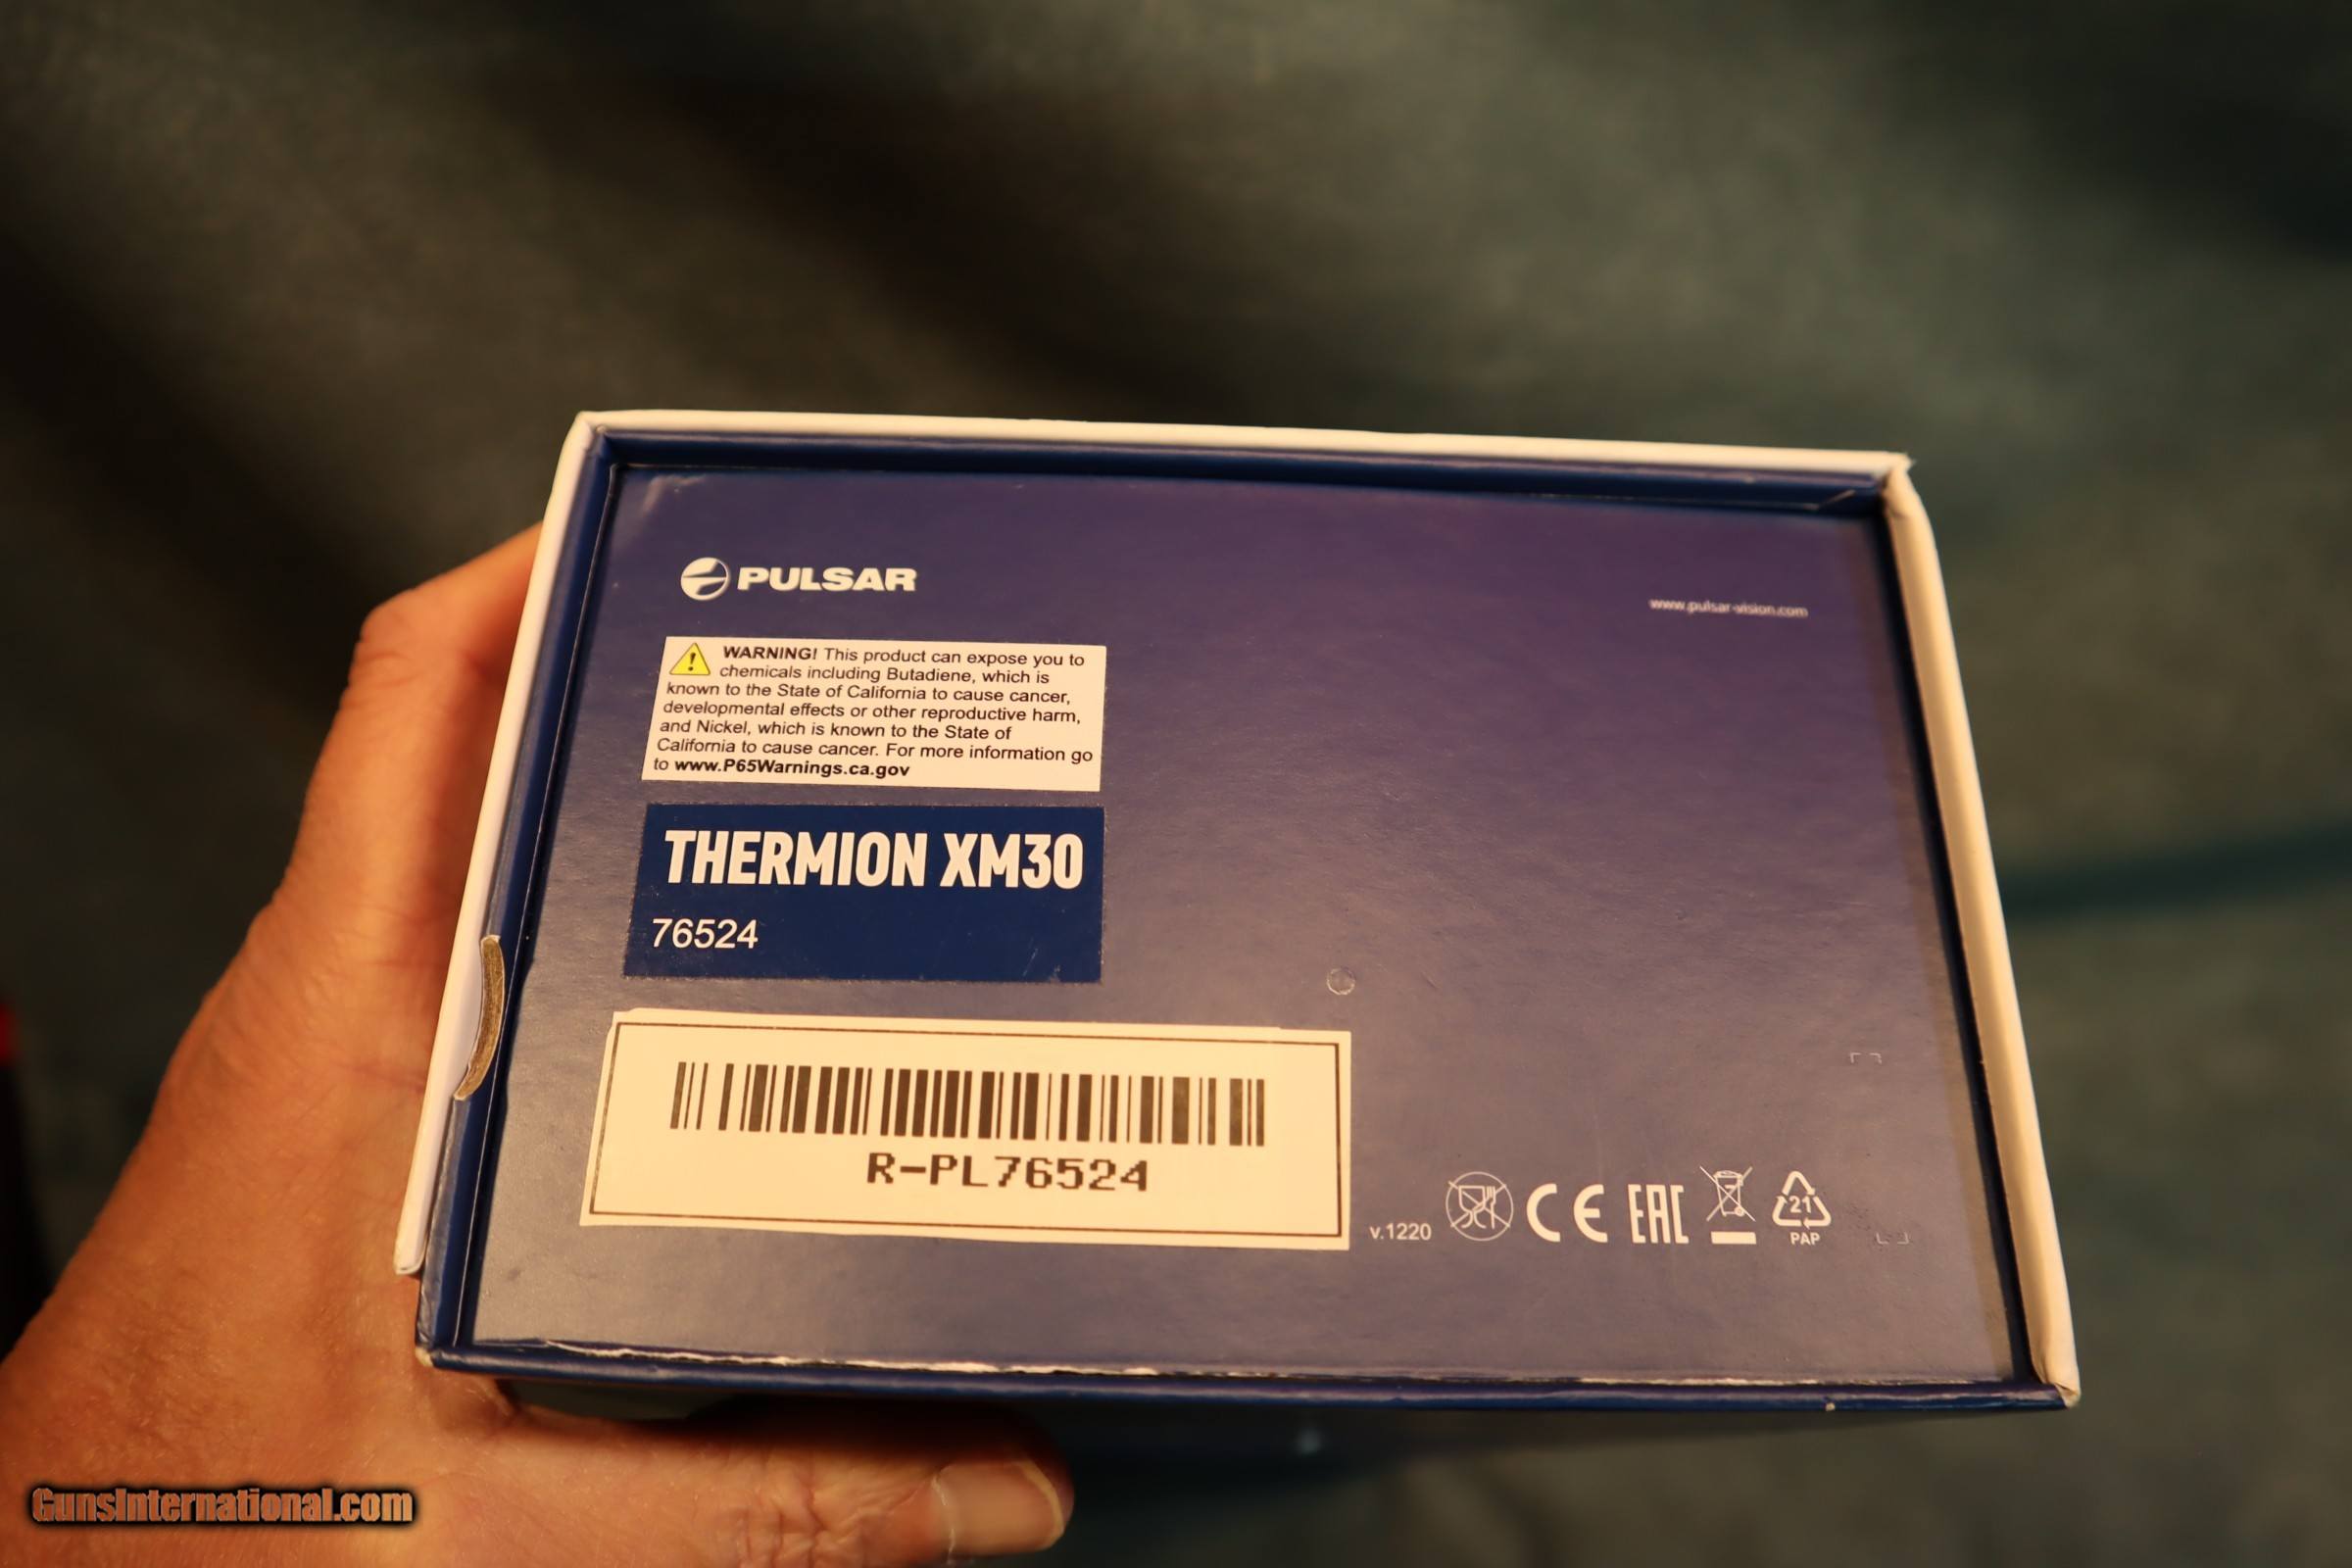 PULSAR
www.pulsar-vision.com
WARNING! This product can expose you to
chemicals including Butadiene, which is
known to the State of California to cause cancer,
developmental effects or other reproductive harm,
and Nickel, which is known to the State of
California to cause cancer. For more information go
to www.P65Warnings.ca.gov
THERMION XM30
76524
R-PL76524
v.1220
CE
EAC
21
PAP
GunsInternational.com